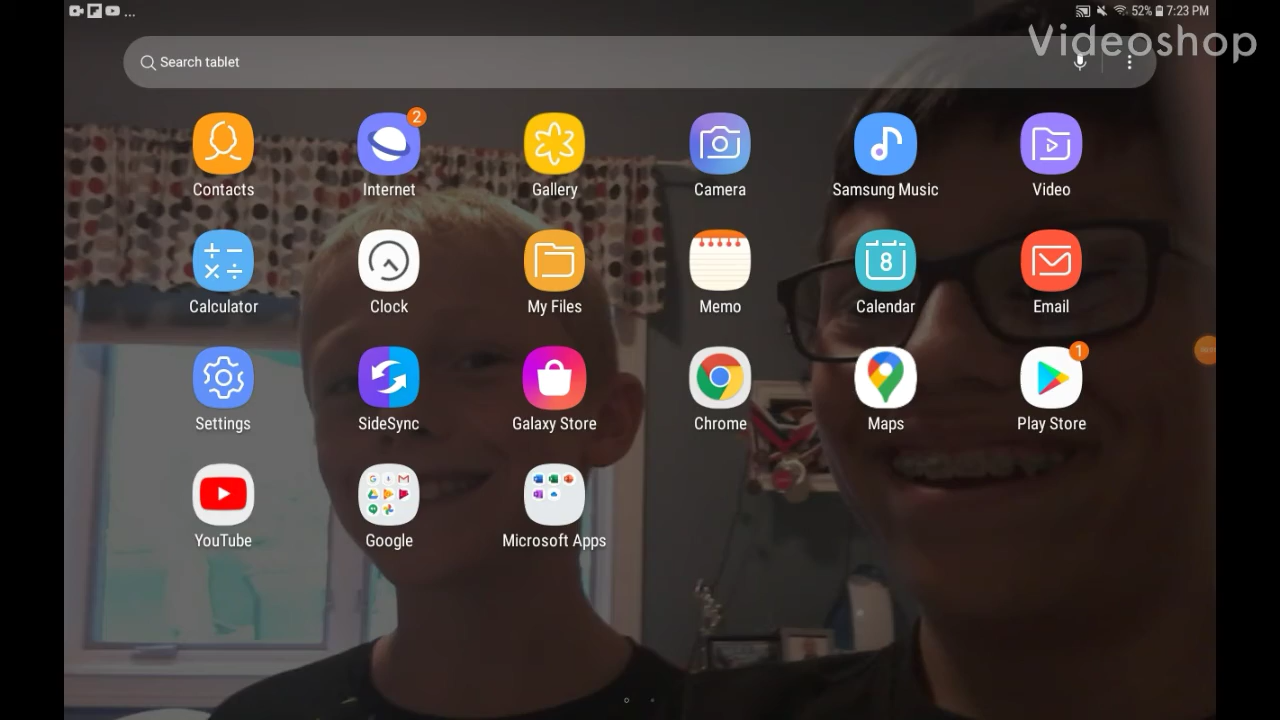 ... 52% 7:23 PM
Videoshop
Search tablet
2
Contacts Internet Gallery Camera Samsung Music Video
8
Calculator Clock My Files Memo Calendar Email
1
Settings SideSync Galaxy Store Chrome Maps Play Store
YouTube Google Microsoft Apps